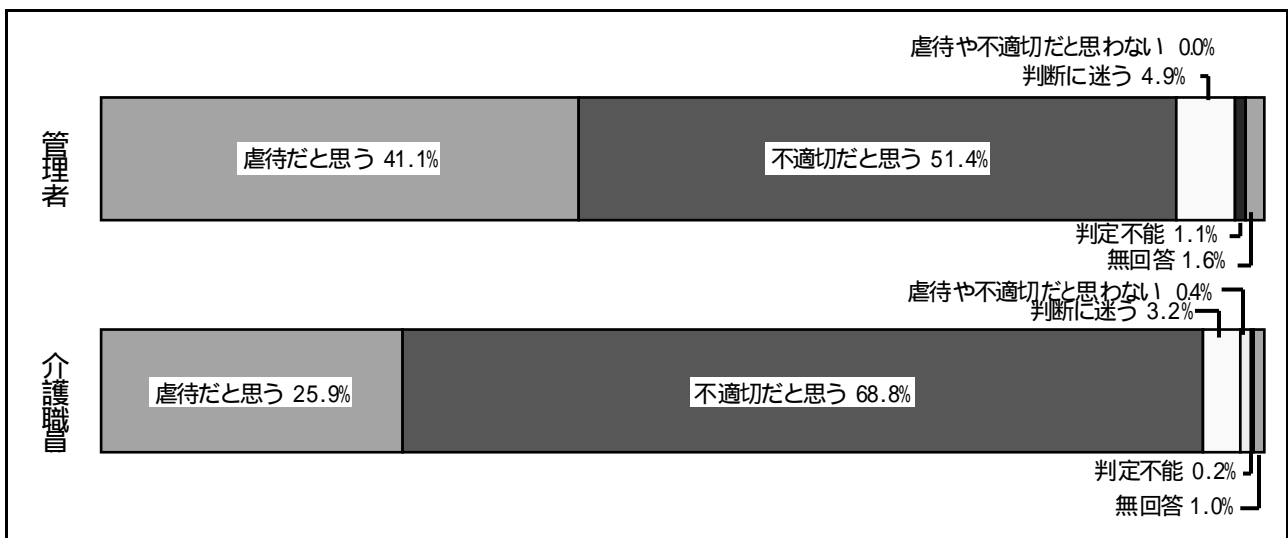 虐待や不適切だと思わない 0.0%
判断に迷う 4.9%
管理者
虐待だと思う 41.1%
不適切だと思う 51.4%
判定不能 1.1%
無回答 1.6%
虐待や不適切だと思わない 0.4%
判断に迷う 3.2%
介護職員
虐待だと思う 25.9%
不適切だと思う 68.8%
判定不能 0.2%
無回答 1.0%